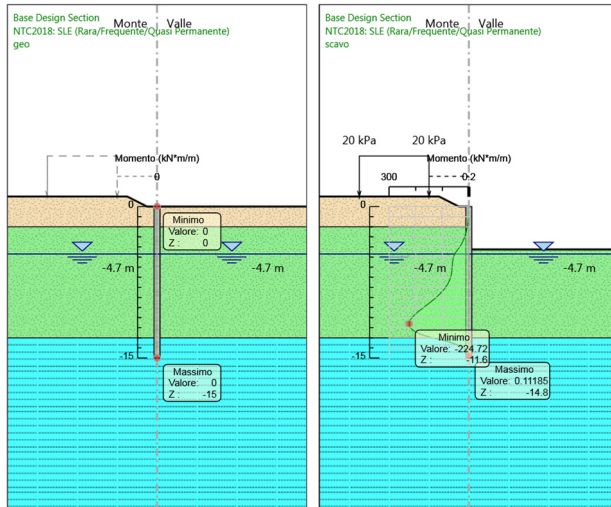 Base Design Section
Monte Valle
NTC2018: SLE (Rara/Frequente/Quasi Permanente)
geo
Momento (kN*m/m)
0
0
Minimo
Valore: 0
Z : 0
-4.7 m
-4.7 m
-15
Massimo
Valore: 0
Z : -15
Base Design Section
Monte Valle
NTC2018: SLE (Rara/Frequente/Quasi Permanente)
scavo
20 kPa
20 kPa
Momento (kN*m/m)
300
0.2
0
-4.7 m
-4.7 m
Minimo
Valore: -224.72
Z : -11.6
-15
Massimo
Valore: 0.11185
Z : -14.8